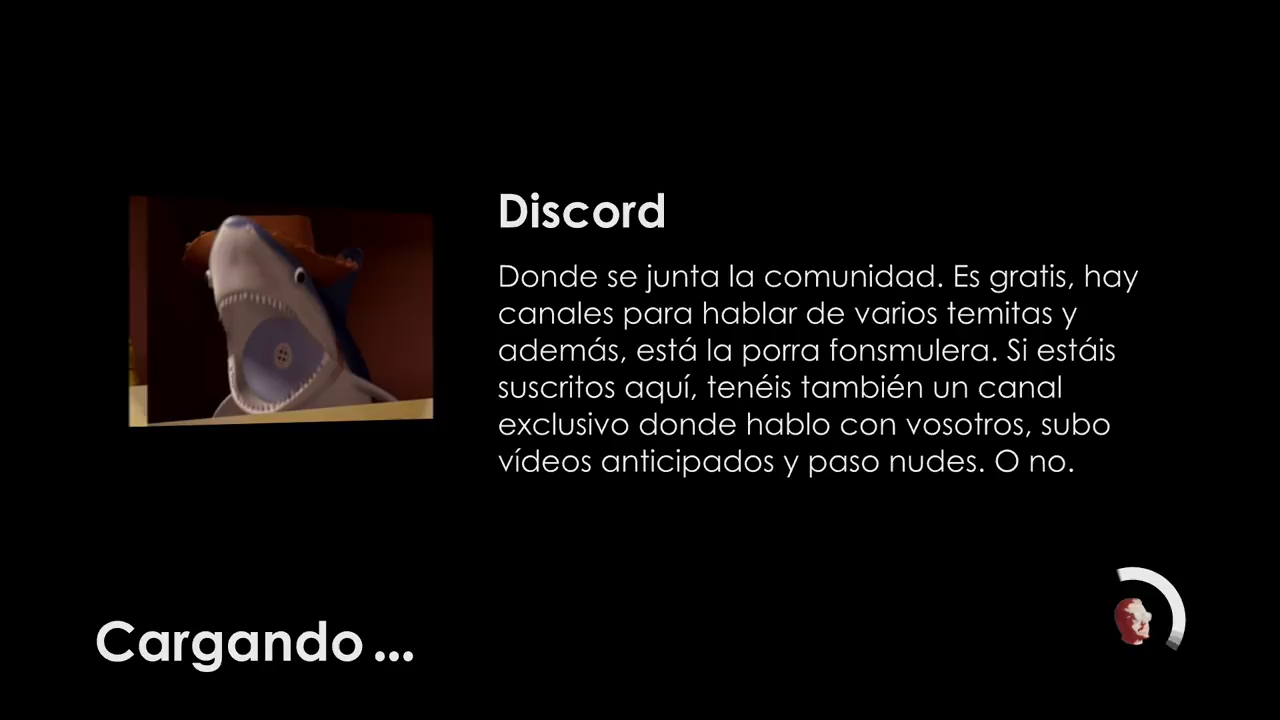 Discord
Donde se junta la comunidad. Es gratis, hay
canales para hablar de varios temitas y
además, está la porra fonsmulera. Si estáis
suscritos aquí, tenéis también un canal
exclusivo donde hablo con vosotros, subo
vídeos anticipados y paso nudes. O no.
Cargando ...